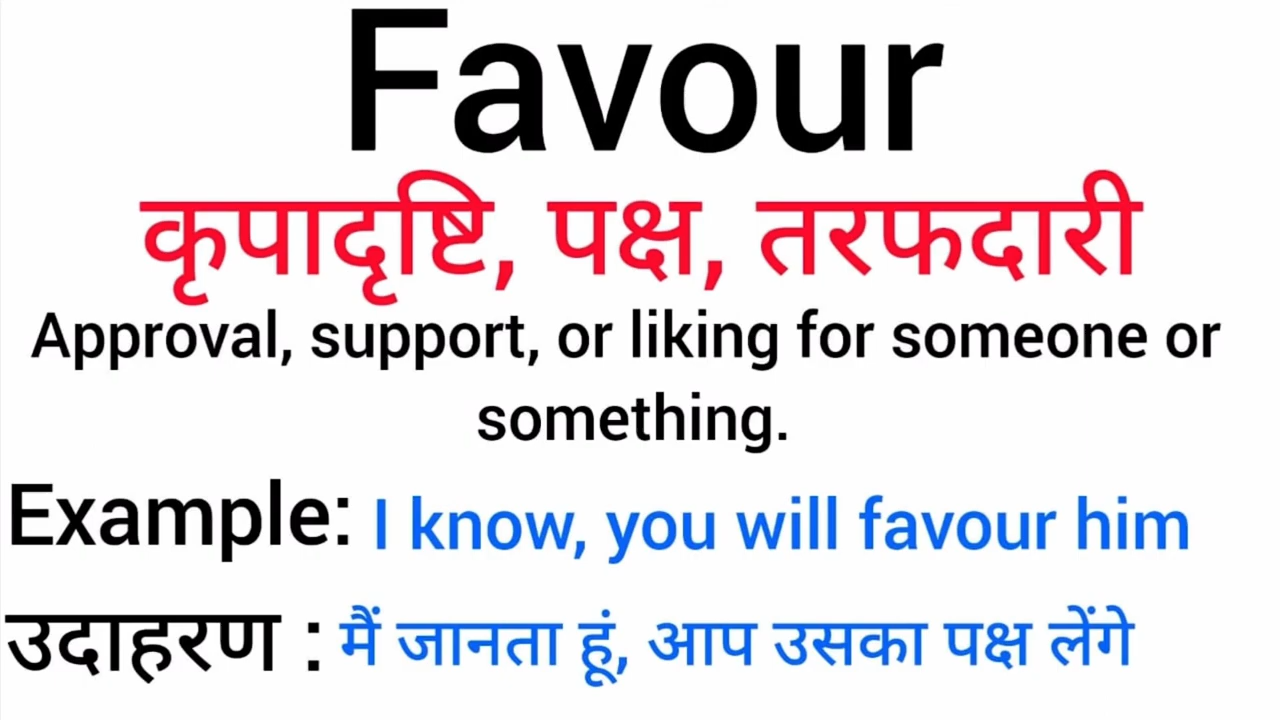 Favour
कृपादृष्टि, पक्ष, तरफदारी
Approval, support, or liking for someone or
something.
Example: I know, you will favour him
उदाहरण : मैं जानता हूं, आप उसका पक्ष लेंगे